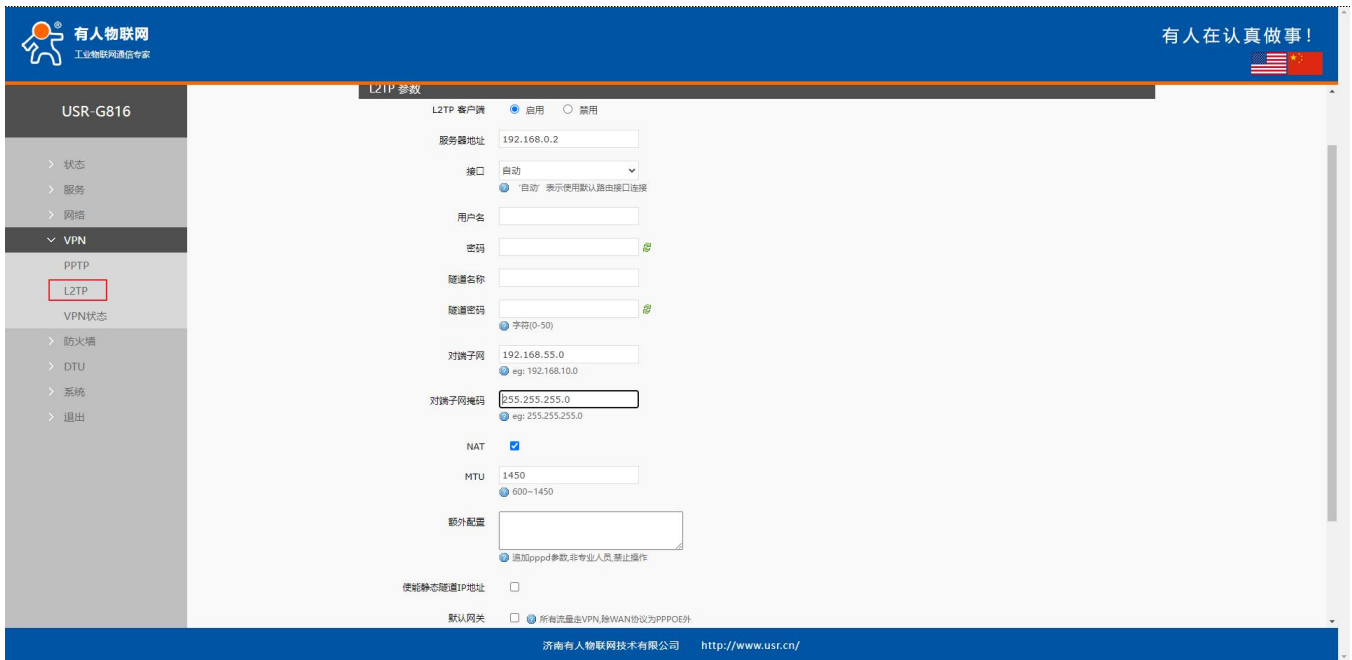 有人物联网
工业物联网通信专家
有人在认真做事!
USR-G816
状态
服务
网络
VPN
PPTP
L2TP
VPN状态
防火墙
DTU
系统
退出
L2TP 参数
L2TP 客户端 启用 禁用
服务器地址 192.168.0.2
接口 自动
'自动' 表示使用默认路由接口连接
用户名
密码
隧道名称
隧道密码
字符(0-50)
对端子网 192.168.55.0
eg: 192.168.10.0
对端子网掩码 255.255.255.0
eg: 255.255.255.0
NAT
MTU 1450
600~1450
额外配置
追加pppd参数,非专业人员,禁止操作
使能静态隧道IP地址
默认网关 所有流量走VPN,除WAN协议为PPPOE外
济南有人物联网技术有限公司 http://www.usr.cn/